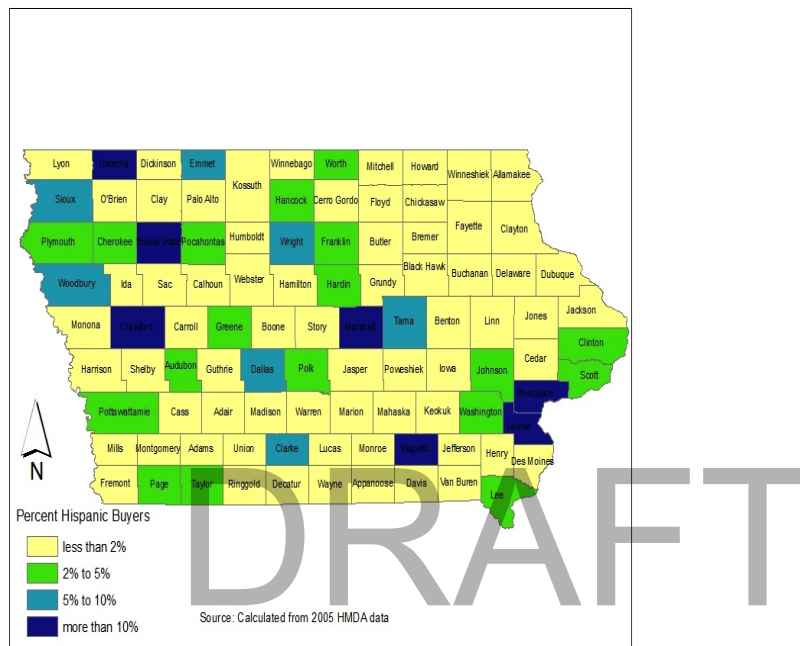 Lyon Osceola Dickinson Emmet Winnebago Worth Mitchell Howard Winneshiek Allamakee
Kossuth
Sioux O'Brien Clay Palo Alto Hancock Cerro Gordo Floyd Chickasaw
Fayette Clayton
Plymouth Cherokee Buena Vista Pocahontas Humboldt Wright Franklin Butler Bremer
Woodbury Ida Sac Calhoun Webster Hamilton Hardin Grundy Black Hawk Buchanan Delaware Dubuque
Monona Crawford Carroll Greene Boone Story Marshall Tama Benton Linn Jones Jackson
Clinton
Harrison Shelby Audubon Guthrie Dallas Polk Jasper Poweshiek Iowa Johnson Cedar Scott
Muscatine
Pottawattamie Cass Adair Madison Warren Marion Mahaska Keokuk Washington Louisa
Mills Montgomery Adams Union Clarke Lucas Monroe Wapello Jefferson Henry Des Moines
Fremont Page Taylor Ringgold Decatur Wayne Appanoose Davis Van Buren Lee
N
DRAFT
Percent Hispanic Buyers
less than 2%
2% to 5%
5% to 10%
more than 10%
Source: Calculated from 2005 HMDA data